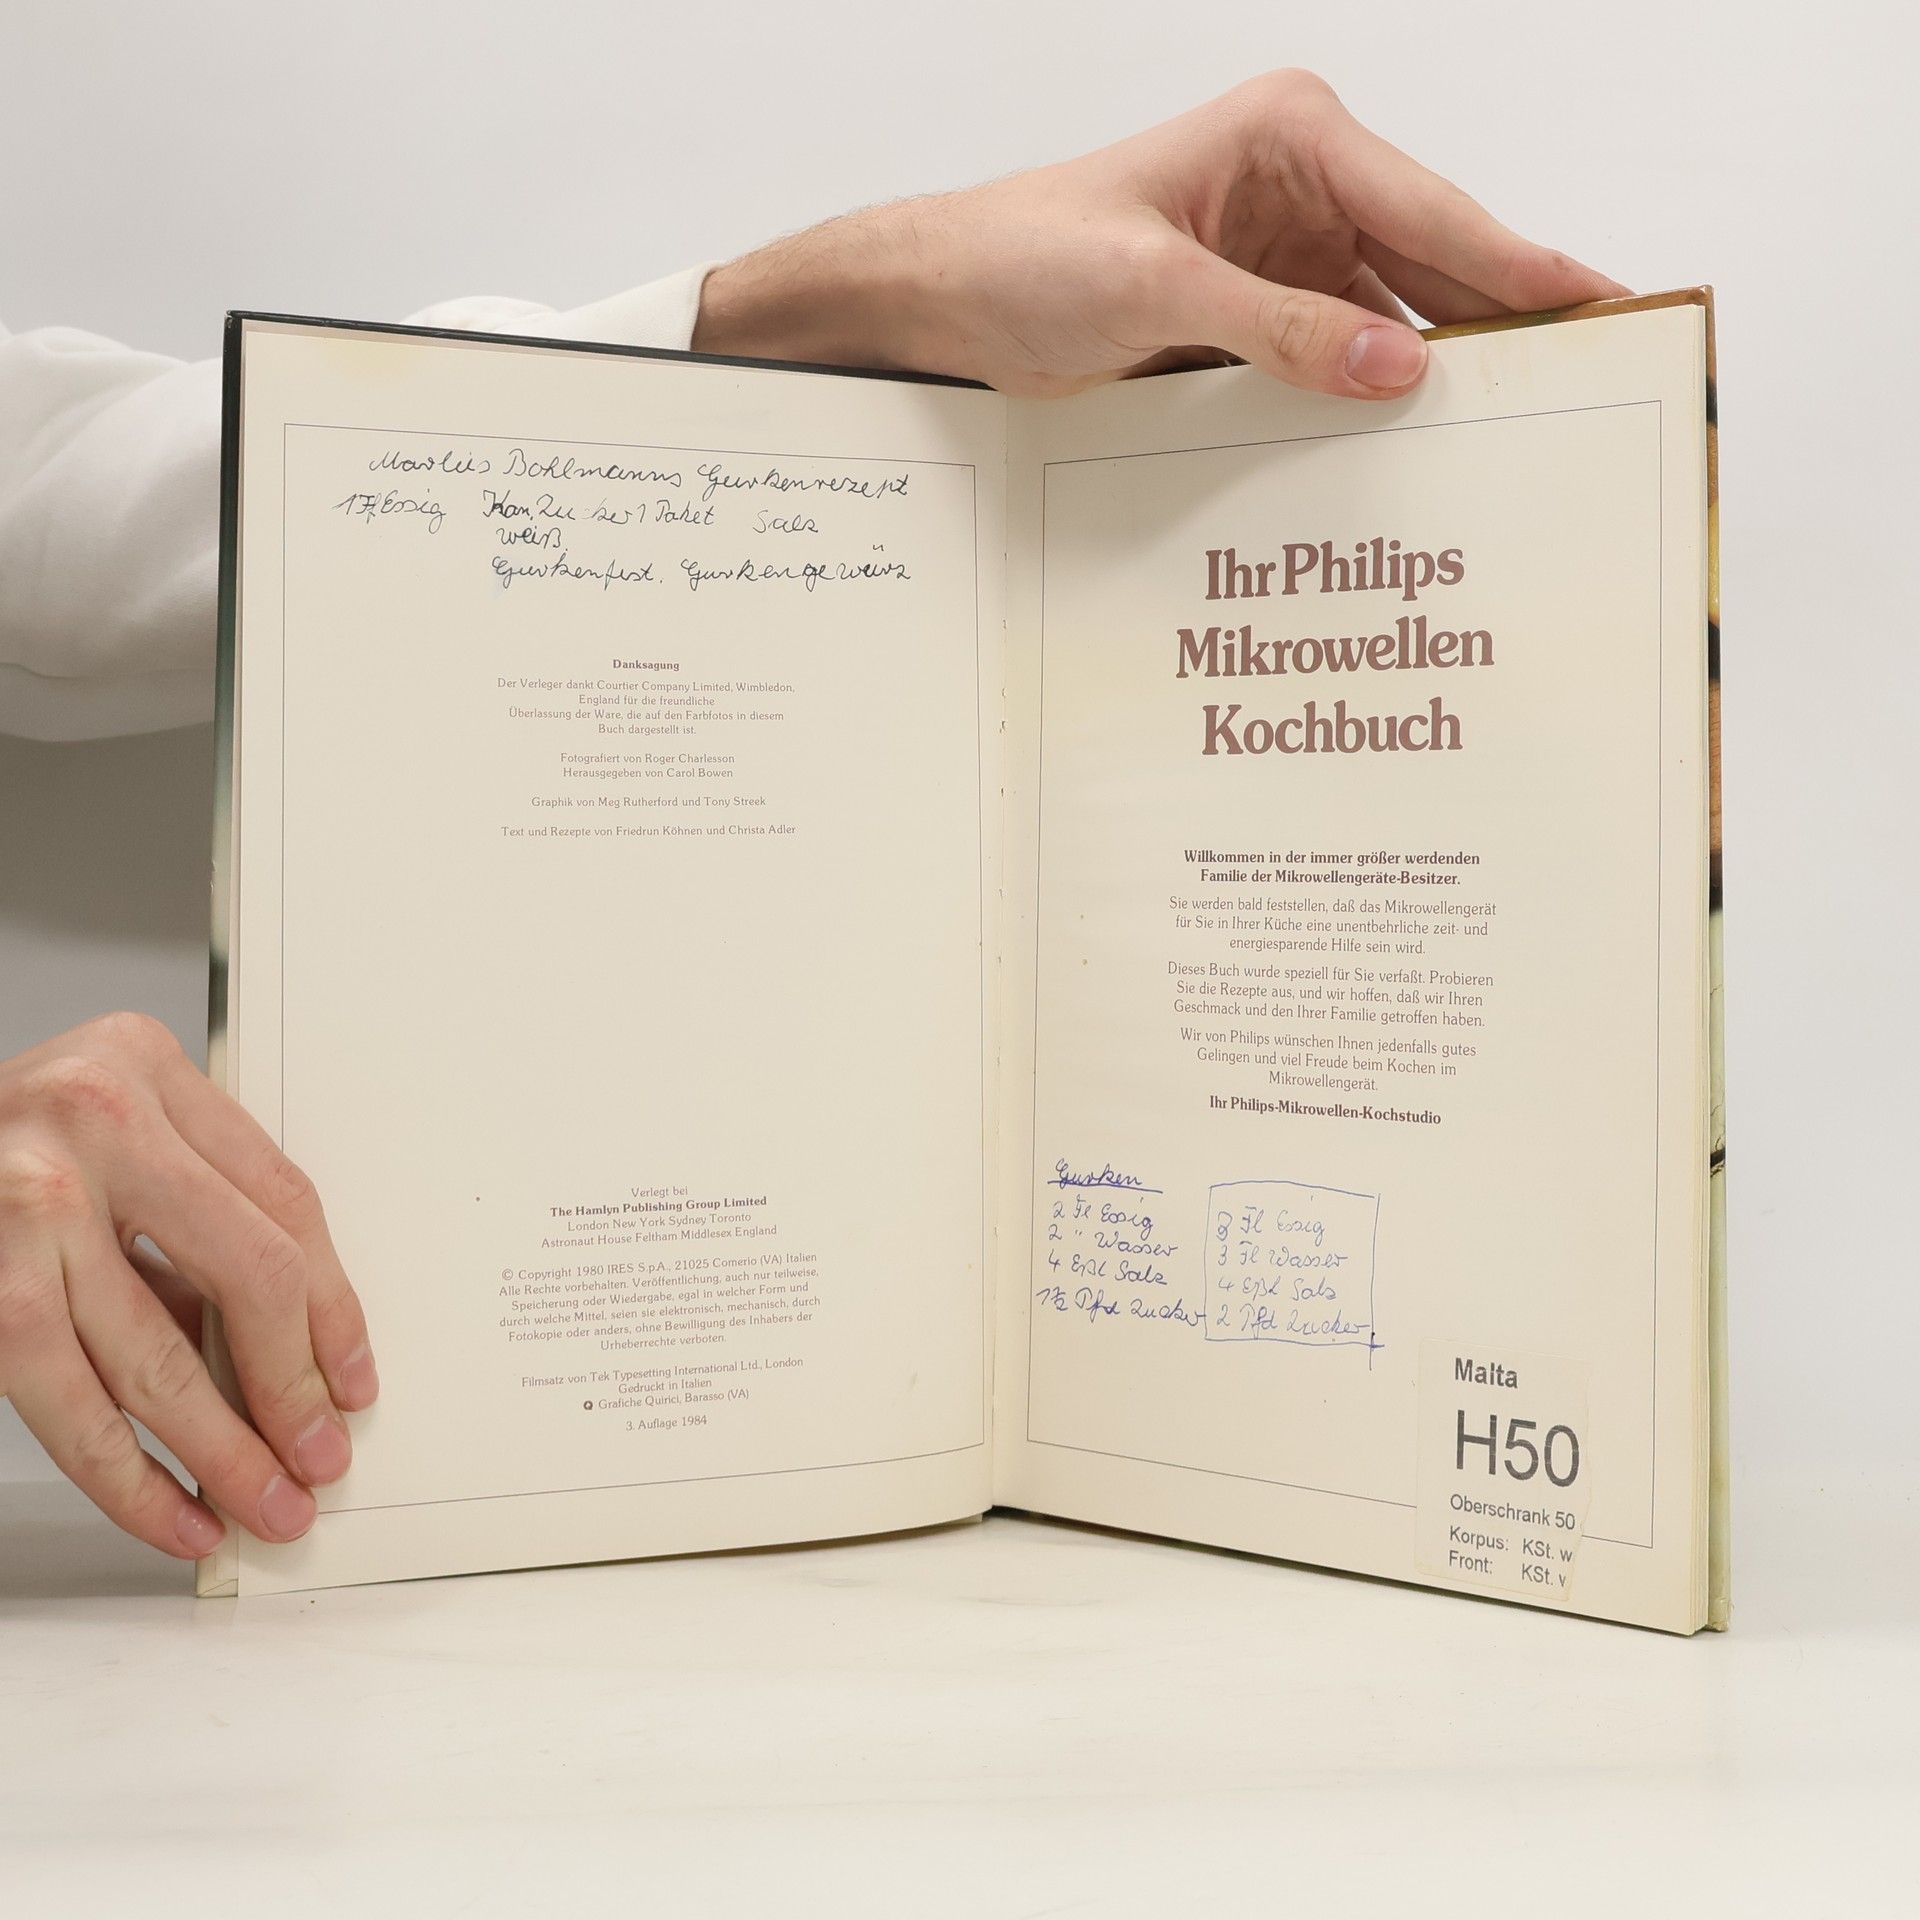 Marlies Bohlmanns Gurkenrezept
1 Fl Essig Kan. Zucker 1 Paket Salz
weiß
Gurkenfest. Gurkengewürz
Danksagung
Der Verleger dankt Courtier Company Limited, Wimbledon,
England für die freundliche
Überlassung der Ware, die auf den Farbfotos in diesem
Buch dargestellt ist.
Fotografiert von Roger Charlesson
Herausgegeben von Carol Bowen
Graphik von Meg Rutherford und Tony Streek
Text und Rezepte von Friedrun Köhnen und Christa Adler
Verlegt bei
The Hamlyn Publishing Group Limited
London New York Sydney Toronto
Astronaut House Feltham Middlesex England
© Copyright 1980 IRES S.p.A., 21025 Comerio (VA) Italien
Alle Rechte vorbehalten. Veröffentlichung, auch nur teilweise,
Speicherung oder Wiedergabe, egal in welcher Form und
durch welche Mittel, seien sie elektronisch, mechanisch, durch
Fotokopie oder anders, ohne Bewilligung des Inhabers der
Urheberrechte verboten.
Filmsatz von Tek Typesetting International Ltd., London
Gedruckt in Italien
Grafiche Quirici, Barasso (VA)
3. Auflage 1984
Ihr Philips
Mikrowellen
Kochbuch
Willkommen in der immer größer werdenden
Familie der Mikrowellengeräte-Besitzer.
Sie werden bald feststellen, daß das Mikrowellengerät
für Sie in Ihrer Küche eine unentbehrliche zeit- und
energiesparende Hilfe sein wird.
Dieses Buch wurde speziell für Sie verfaßt. Probieren
Sie die Rezepte aus, und wir hoffen, daß wir Ihren
Geschmack und den Ihrer Familie getroffen haben.
Wir von Philips wünschen Ihnen jedenfalls gutes
Gelingen und viel Freude beim Kochen im
Mikrowellengerät.
Ihr Philips-Mikrowellen-Kochstudio
Gurken
2 Fl Essig
2 " Wasser
4 Eßl Salz
1½ Pfd Zucker
3 Fl Essig
3 Fl Wasser
4 Eßl Salz
2 Pfd Zucker
Malta
H50
Oberschrank 50
Korpus: KSt. w
Front: KSt. v